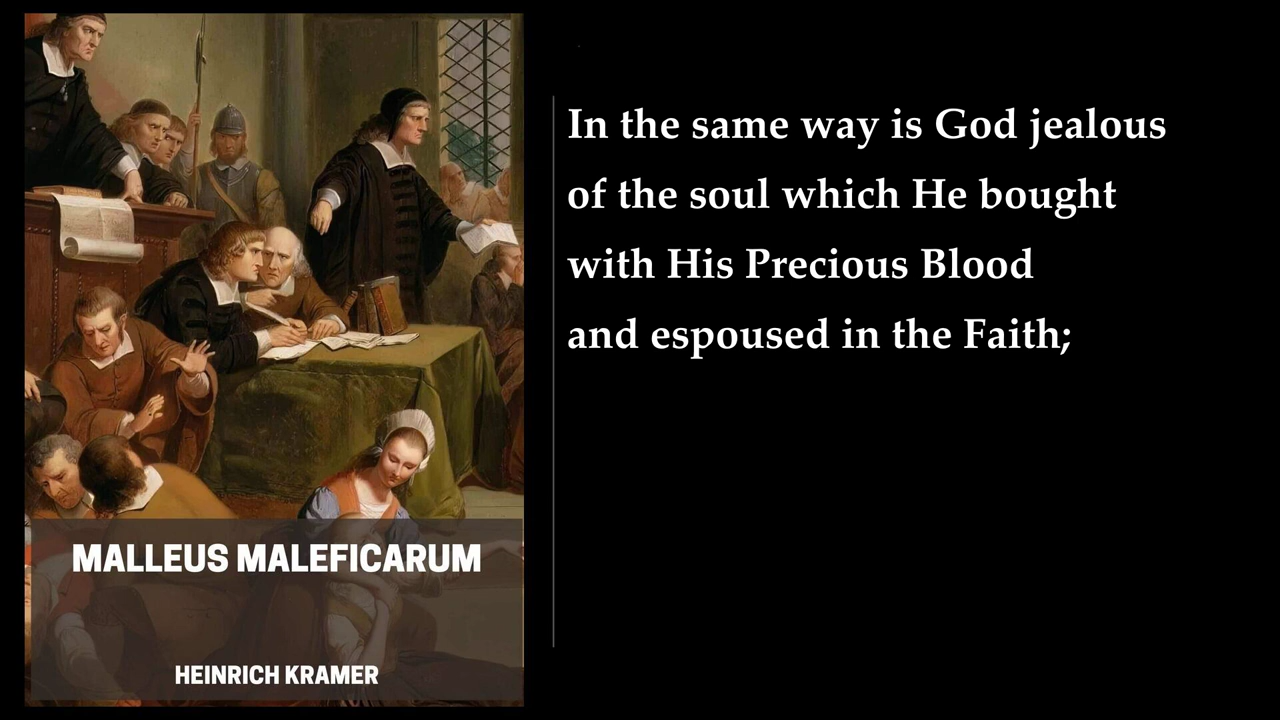 MALLEUS MALEFICARUM
HEINRICH KRAMER
In the same way is God jealous
of the soul which He bought
with His Precious Blood
and espoused in the Faith;